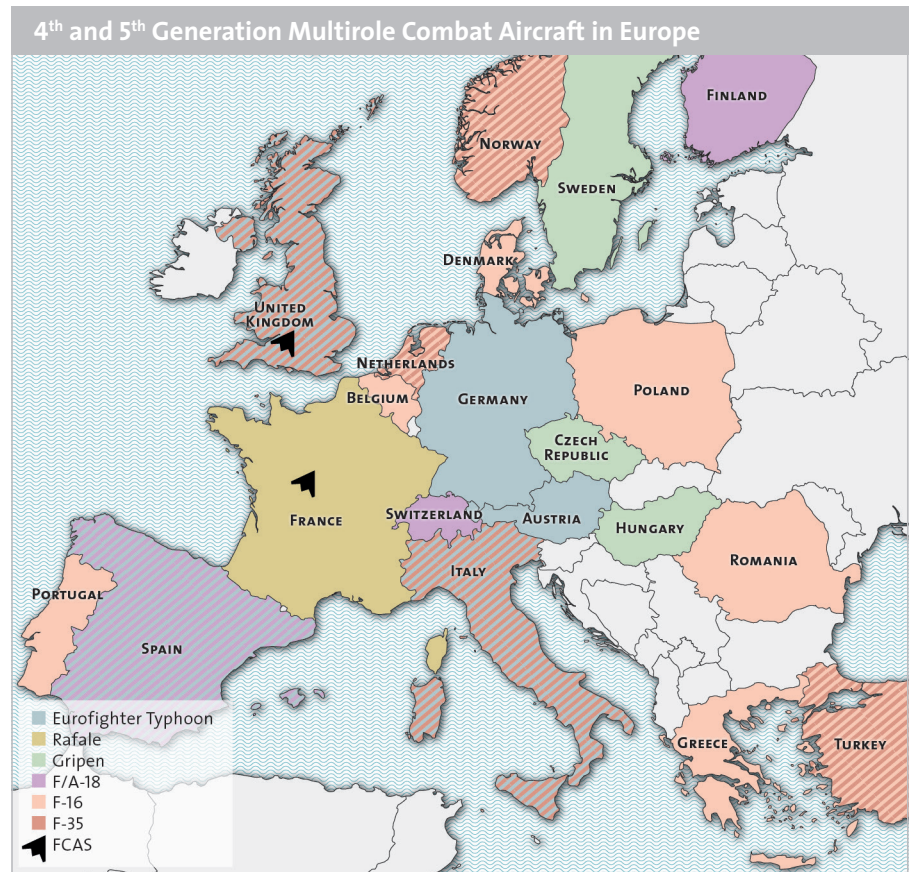 4th and 5th Generation Multirole Combat Aircraft in Europe
FINLAND
NORWAY
SWEDEN
DENMARK
UNITED
KINGDOM
NETHERLANDS
BELGIUM
GERMANY
POLAND
CZECH
REPUBLIC
FRANCE
SWITZERLAND
AUSTRIA
HUNGARY
ROMANIA
ITALY
PORTUGAL
SPAIN
GREECE
TURKEY
Eurofighter Typhoon
Rafale
Gripen
F/A-18
F-16
F-35
FCAS